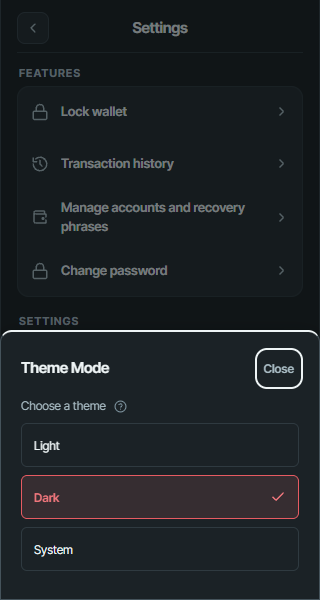 Settings
FEATURES
Lock wallet
Transaction history
Manage accounts and recovery
phrases
Change password
SETTINGS
Theme Mode
Close
Choose a theme
Light
Dark
System